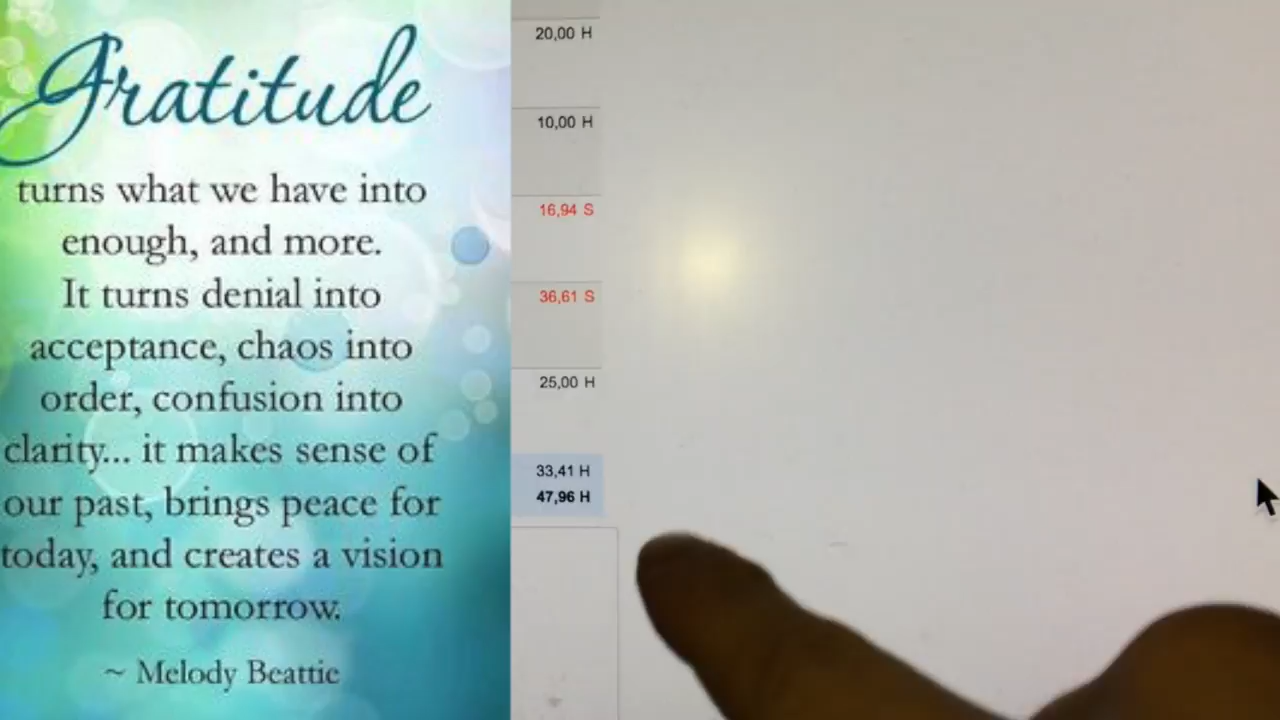 Gratitude
turns what we have into
enough, and more.
It turns denial into
acceptance, chaos into
order, confusion into
clarity... it makes sense of
our past, brings peace for
today, and creates a vision
for tomorrow.
~ Melody Beattie
20,00 H
10,00 H
16,94 S
36,61 S
25,00 H
33,41 H
47,96 H